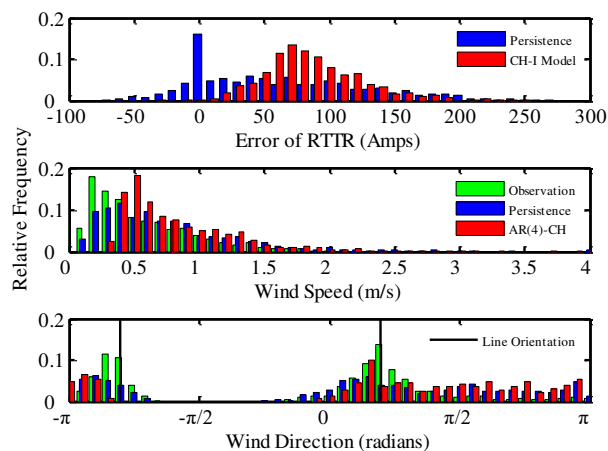 0.2
Persistence
0.1
CH-I Model
0
-100 -50 0 50 100 150 200 250 300
Error of RTTR (Amps)
Relative Frequency
0.2
Observation
0.1
Persistence
AR(4)-CH
0
0 0.5 1 1.5 2 2.5 3 3.5 4
Wind Speed (m/s)
0.2
Line Orientation
0.1
0
-π -π/2 0 π/2 π
Wind Direction (radians)